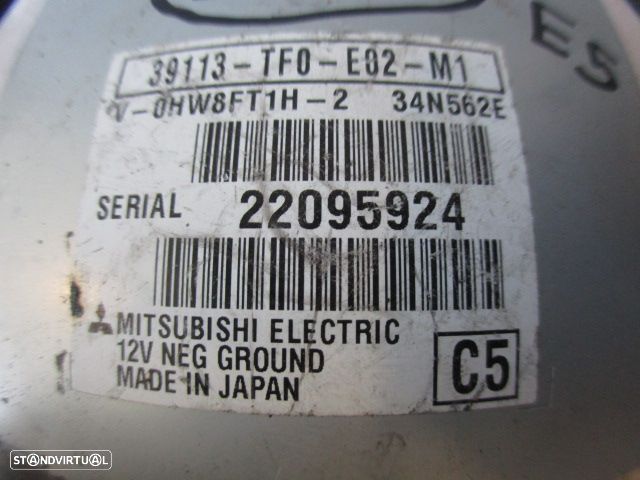 ES
39113-TF0-E02-M1
V-0HW8FT1H-2 34N562E
SERIAL 22095924
MITSUBISHI ELECTRIC
12V NEG GROUND
MADE IN JAPAN
C5
STANDVIRTUAL